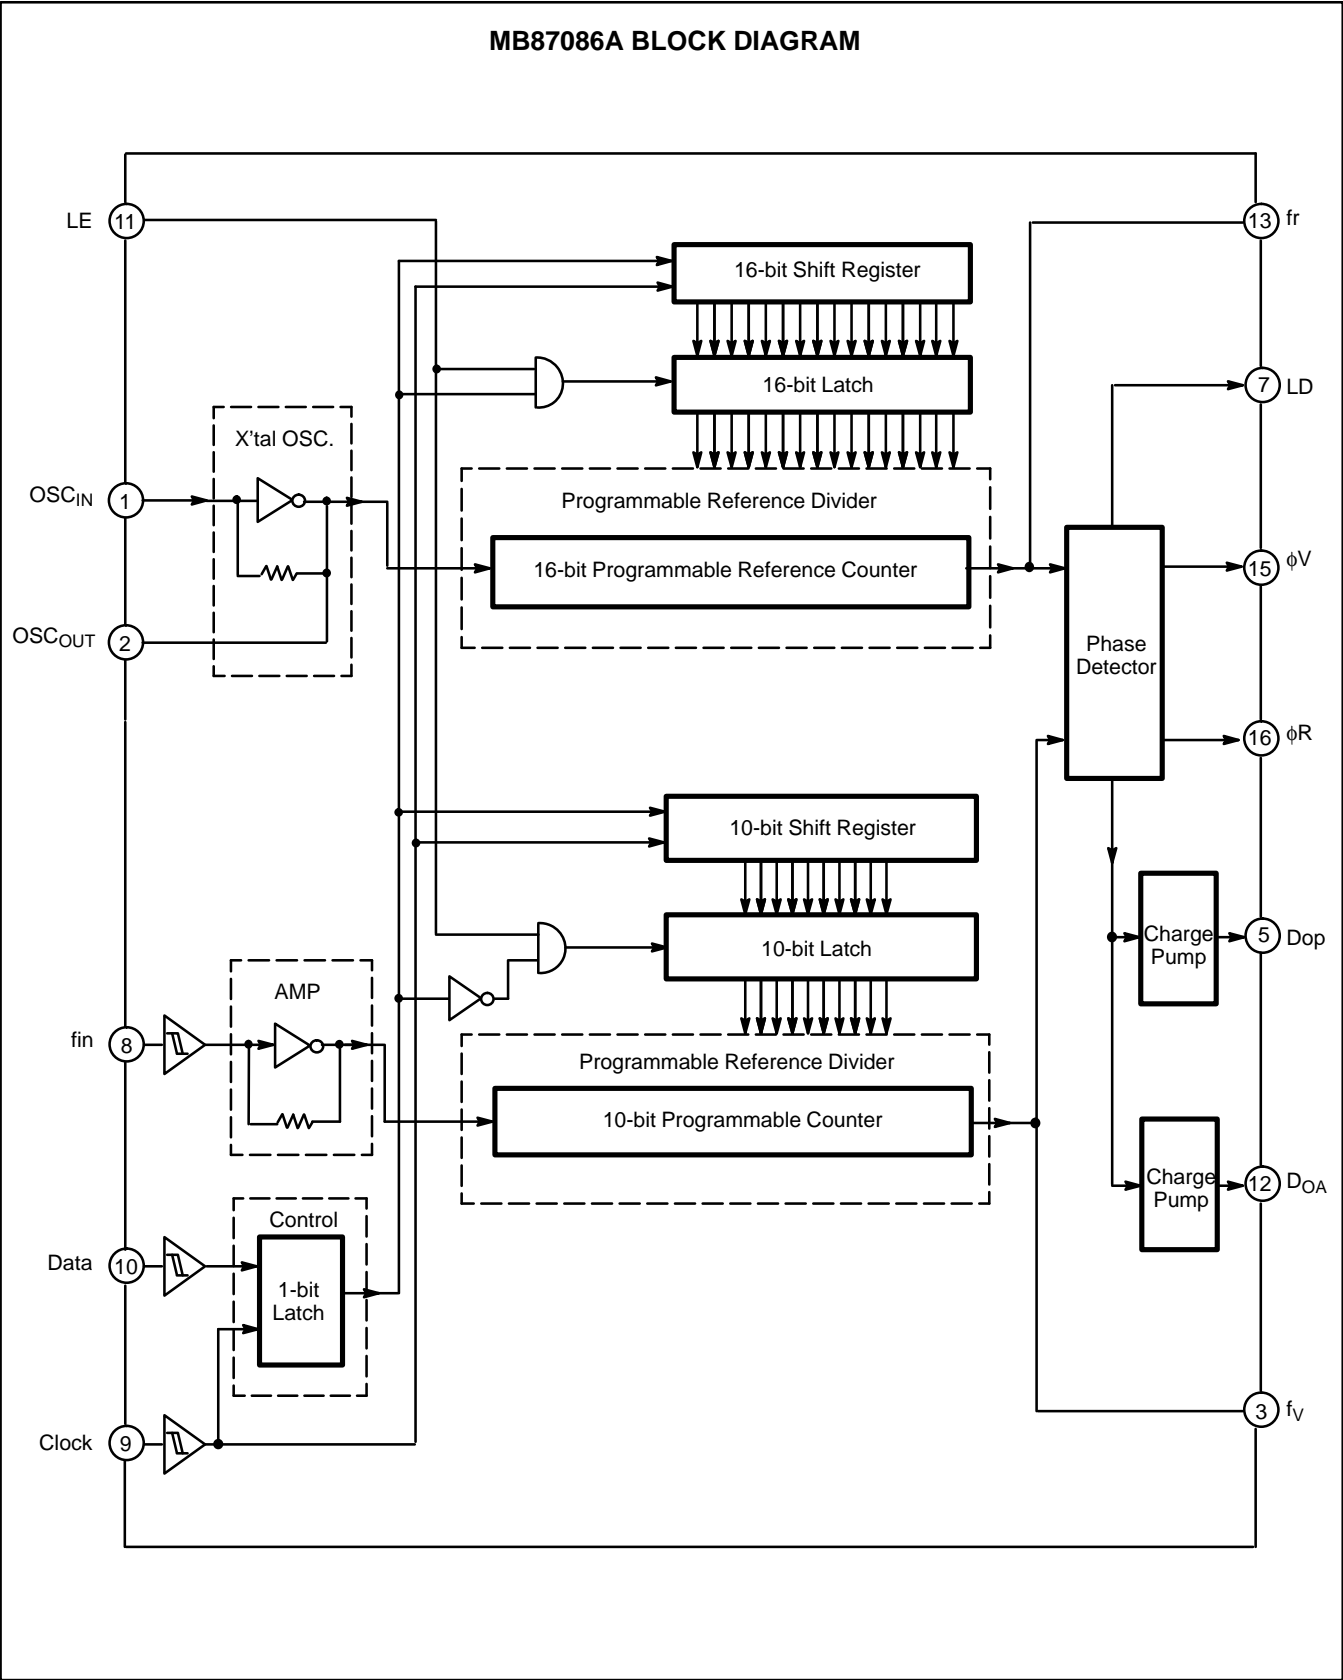 MB87086A BLOCK DIAGRAM
LE
11
13
fr
16-bit Shift Register
16-bit Latch
7
LD
X'tal OSC.
OSCIN
1
Programmable Reference Divider
16-bit Programmable Reference Counter
15
ϕV
OSCOUT
2
Phase
Detector
16
ϕR
10-bit Shift Register
10-bit Latch
Charge
Pump
5
Dop
AMP
fin
8
Programmable Reference Divider
10-bit Programmable Counter
Charge
Pump
12
DOA
Control
Data
10
1-bit
Latch
3
fV
Clock
9